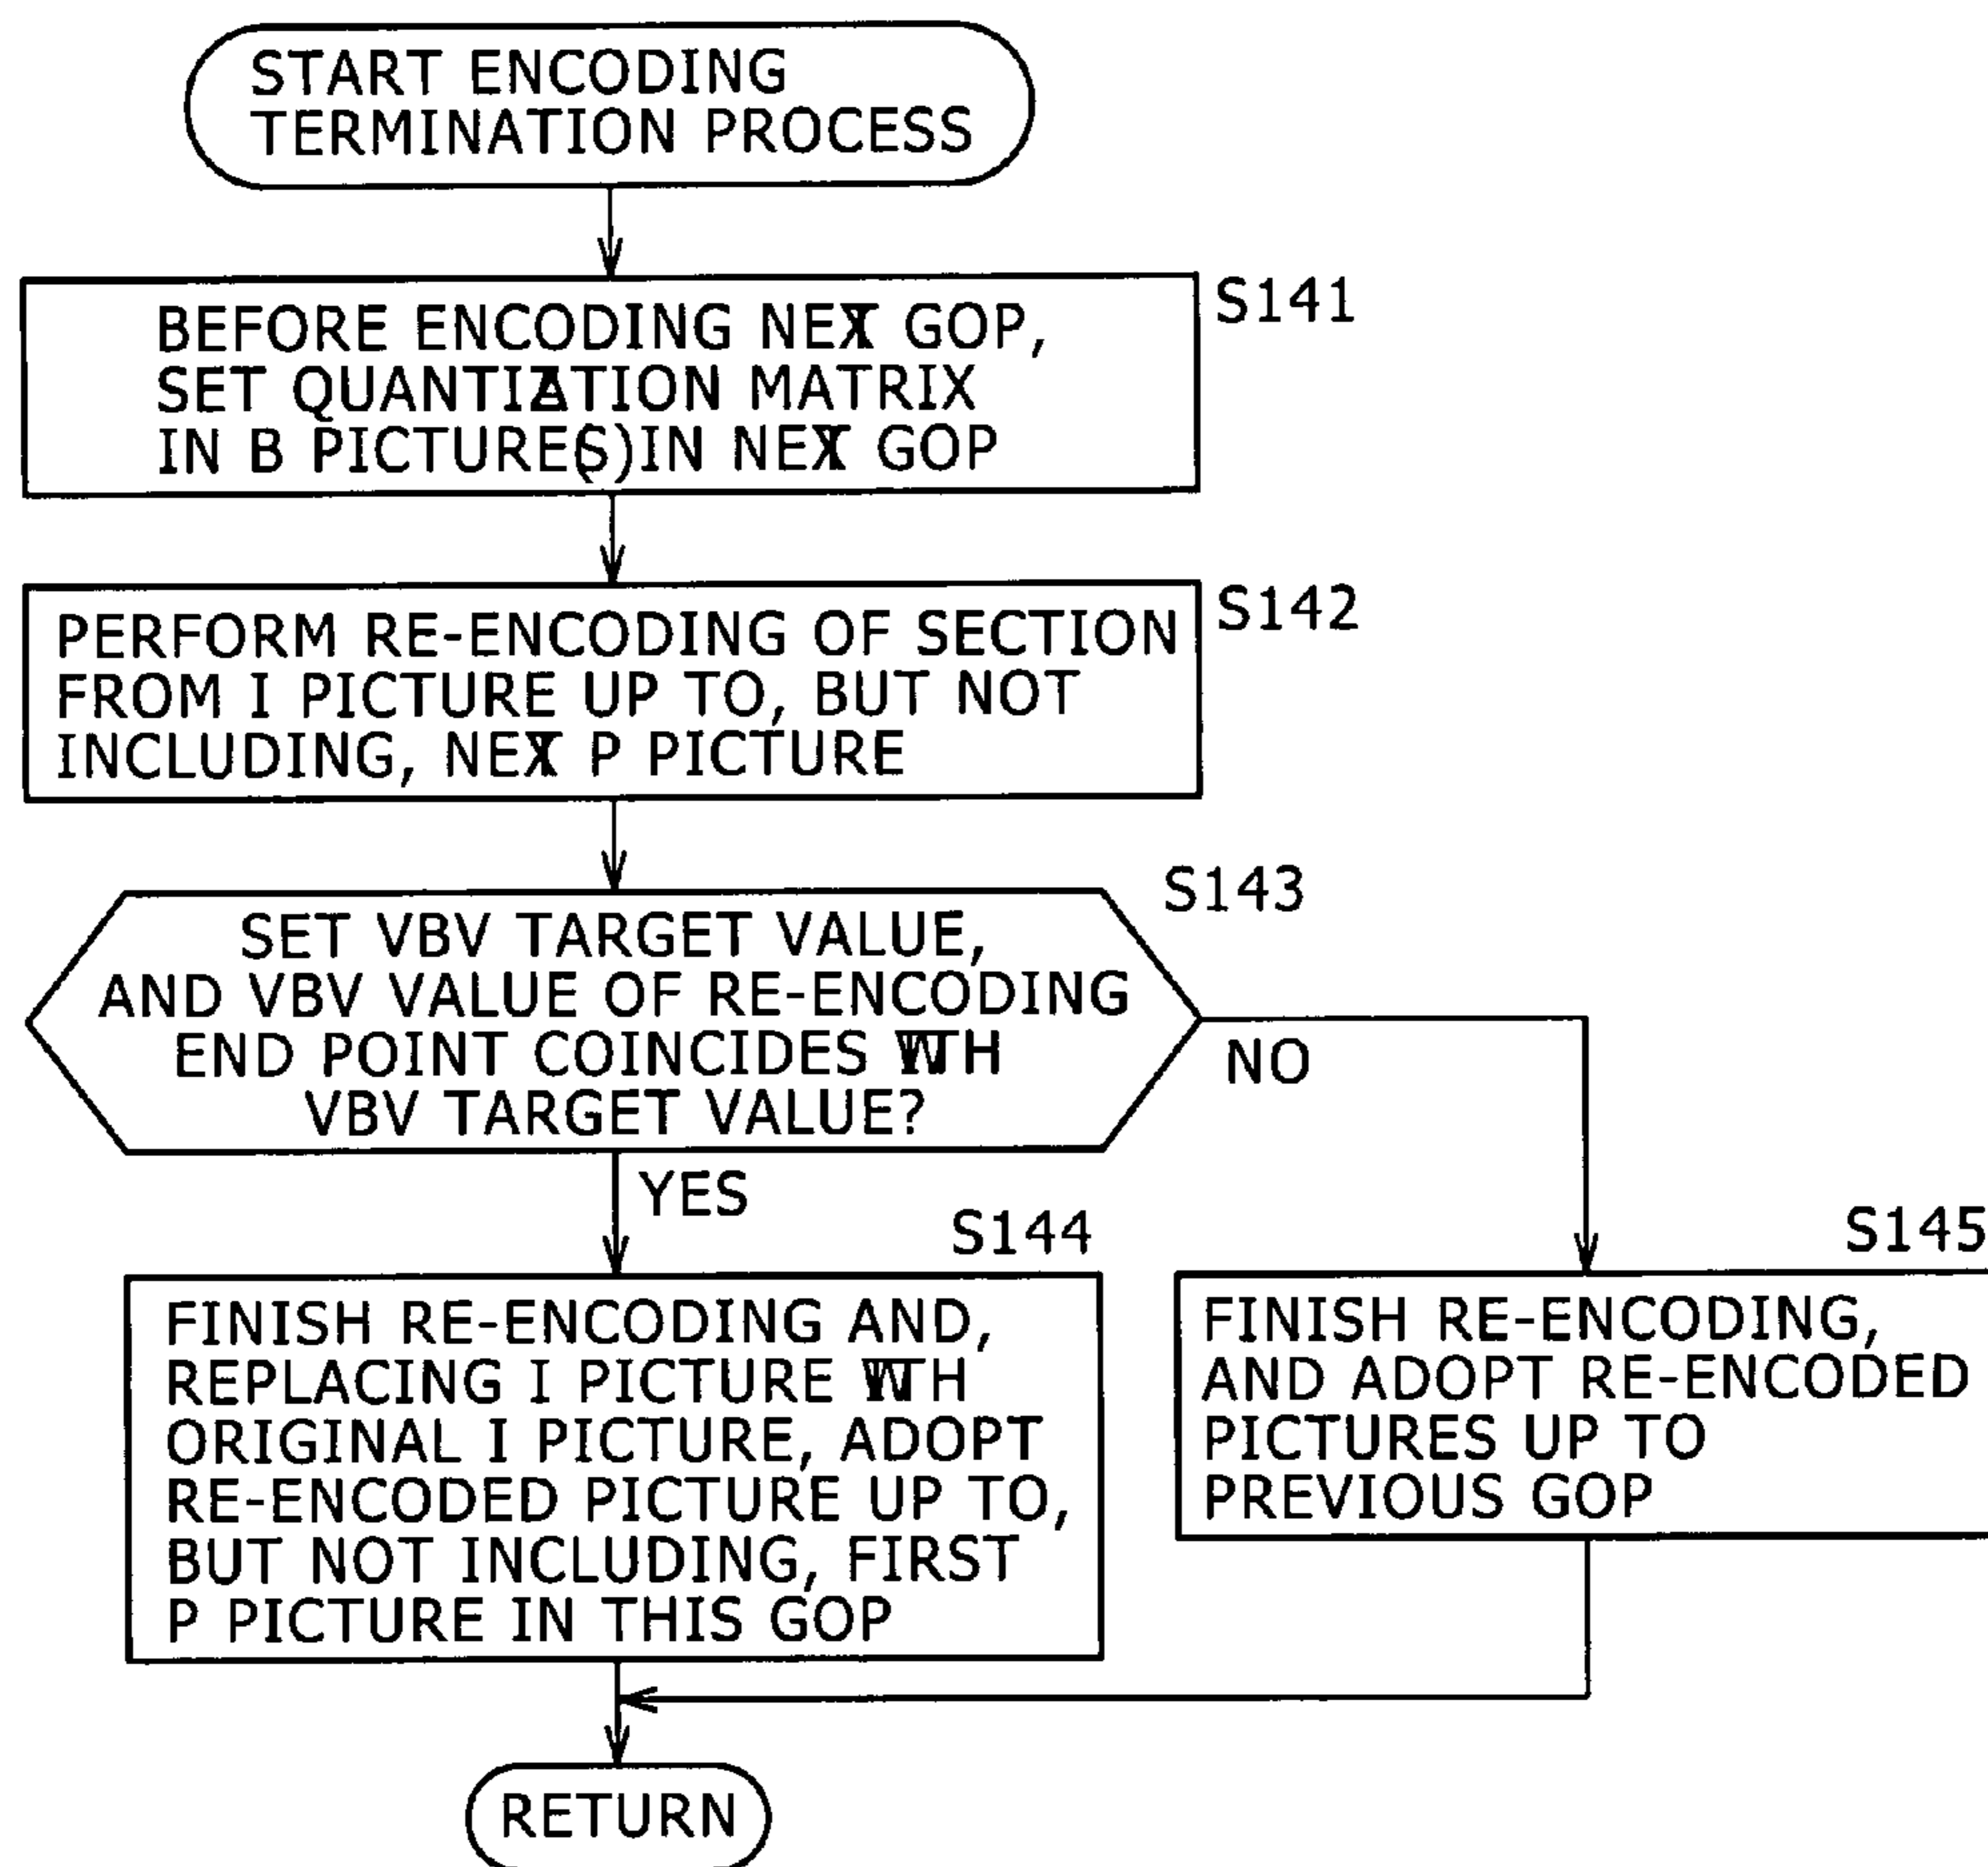 START ENCODING
TERMINATION PROCESS
S141
BEFORE ENCODING NEXT GOP,
SET QUANTIZATION MATRIX
IN B PICTURE(S)IN NEXT GOP
S142
PERFORM RE-ENCODING OF SECTION
FROM I PICTURE UP TO, BUT NOT
INCLUDING, NEXT P PICTURE
S143
SET VBV TARGET VALUE,
AND VBV VALUE OF RE-ENCODING
END POINT COINCIDES WITH
VBV TARGET VALUE?
NO
YES
S144
FINISH RE-ENCODING AND,
REPLACING I PICTURE WITH
ORIGINAL I PICTURE, ADOPT
RE-ENCODED PICTURE UP TO,
BUT NOT INCLUDING, FIRST
P PICTURE IN THIS GOP
S145
FINISH RE-ENCODING,
AND ADOPT RE-ENCODED
PICTURES UP TO
PREVIOUS GOP
RETURN